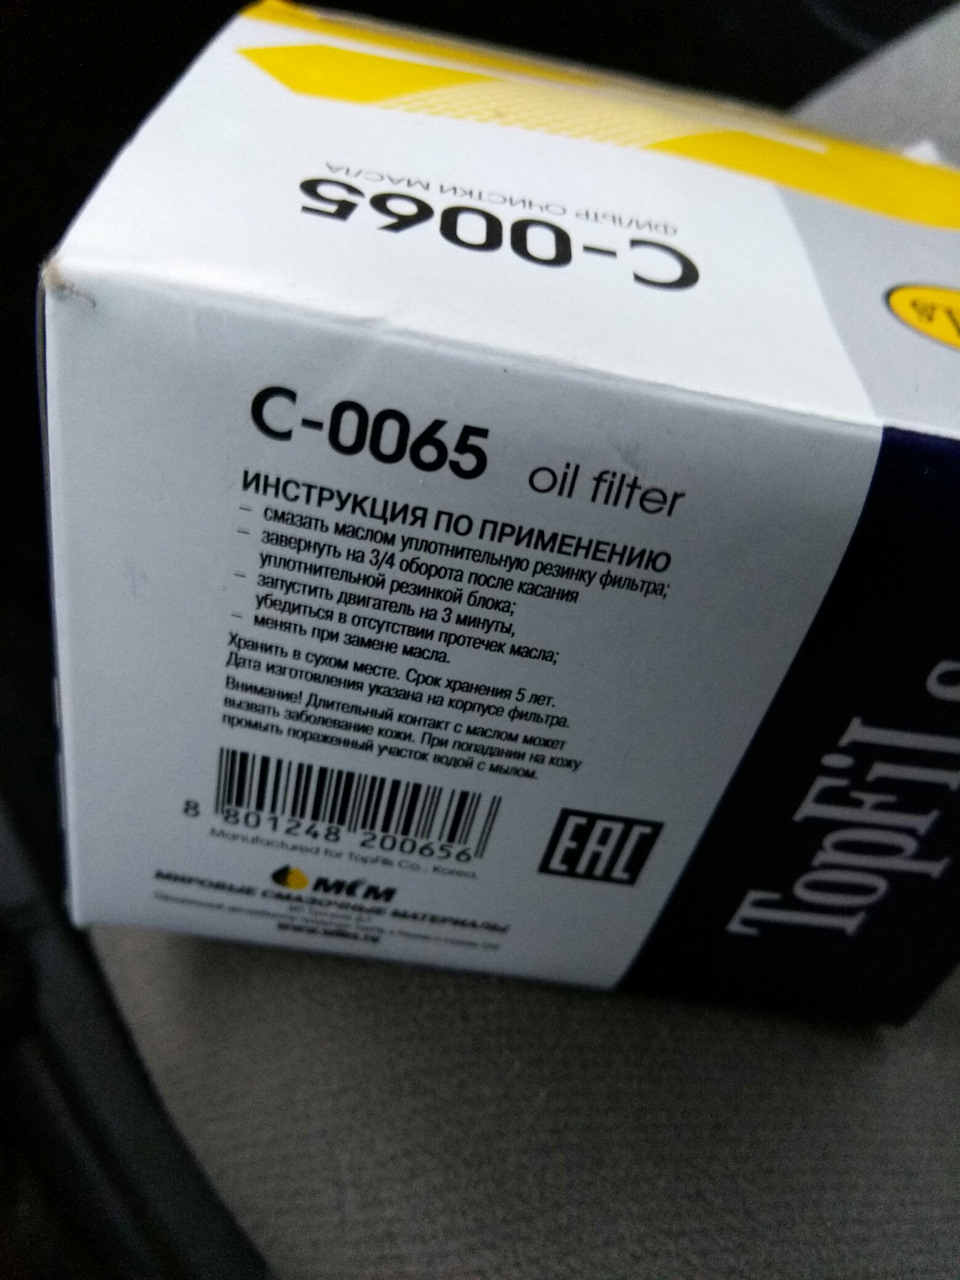 ФИЛЬТР ОЧИСТКИ МАСЛА
C-0065
C-0065 oil filter
ИНСТРУКЦИЯ ПО ПРИМЕНЕНИЮ
– смазать маслом уплотнительную резинку фильтра;
– завернуть на 3/4 оборота после касания
уплотнительной резинкой блока;
– запустить двигатель на 3 минуты,
убедиться в отсутствии протечек масла;
– менять при замене масла.
Хранить в сухом месте. Срок хранения 5 лет.
Дата изготовления указана на корпусе фильтра.
Внимание! Длительный контакт с маслом может
вызвать заболевание кожи. При попадании на кожу
промыть пораженный участок водой с мылом.
8 801248 200656
Manufactured for TopFils Co., Korea.
EAC
МСМ
МИРОВЫЕ СМАЗОЧНЫЕ МАТЕРИАЛЫ
TopFils